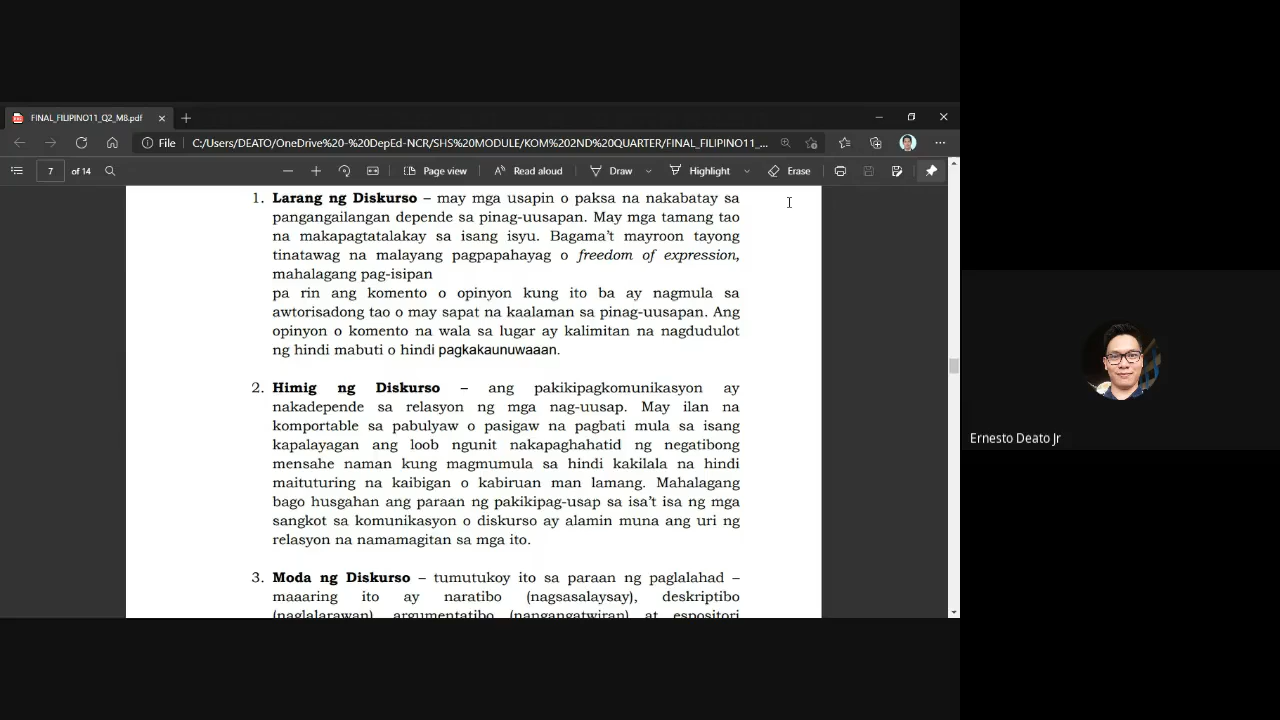 FINAL_FILIPINO11_Q2_M8.pdf
File
C:/Users/DEATO/OneDrive%20-%20DepEd-NCR/SHS%20MODULE/KOM%202ND%20QUARTER/FINAL_FILIPINO11_...
7 of 14
Page view
Read aloud
Draw
Highlight
Erase
1. Larang ng Diskurso – may mga usapin o paksa na nakabatay sa
pangangailangan depende sa pinag-uusapan. May mga tamang tao
na makapagtatalakay sa isang isyu. Bagama't mayroon tayong
tinatawag na malayang pagpapahayag o freedom of expression,
mahalagang pag-isipan
pa rin ang komento o opinyon kung ito ba ay nagmula sa
awtorisadong tao o may sapat na kaalaman sa pinag-uusapan. Ang
opinyon o komento na wala sa lugar ay kalimitan na nagdudulot
ng hindi mabuti o hindi pagkakaunuwaaan.
2. Himig ng Diskurso – ang pakikipagkomunikasyon ay
nakadepende sa relasyon ng mga nag-uusap. May ilan na
komportable sa pabulyaw o pasigaw na pagbati mula sa isang
kapalayagan ang loob ngunit nakapaghahatid ng negatibong
mensahe naman kung magmumula sa hindi kakilala na hindi
maituturing na kaibigan o kabiruan man lamang. Mahalagang
bago husgahan ang paraan ng pakikipag-usap sa isa't isa ng mga
sangkot sa komunikasyon o diskurso ay alamin muna ang uri ng
relasyon na namamagitan sa mga ito.
3. Moda ng Diskurso – tumutukoy ito sa paraan ng paglalahad –
maaaring ito ay naratibo (nagsasalaysay), deskriptibo
(naglalarawan), argumentatibo (nangangatwiran) at espositori
Ernesto Deato Jr